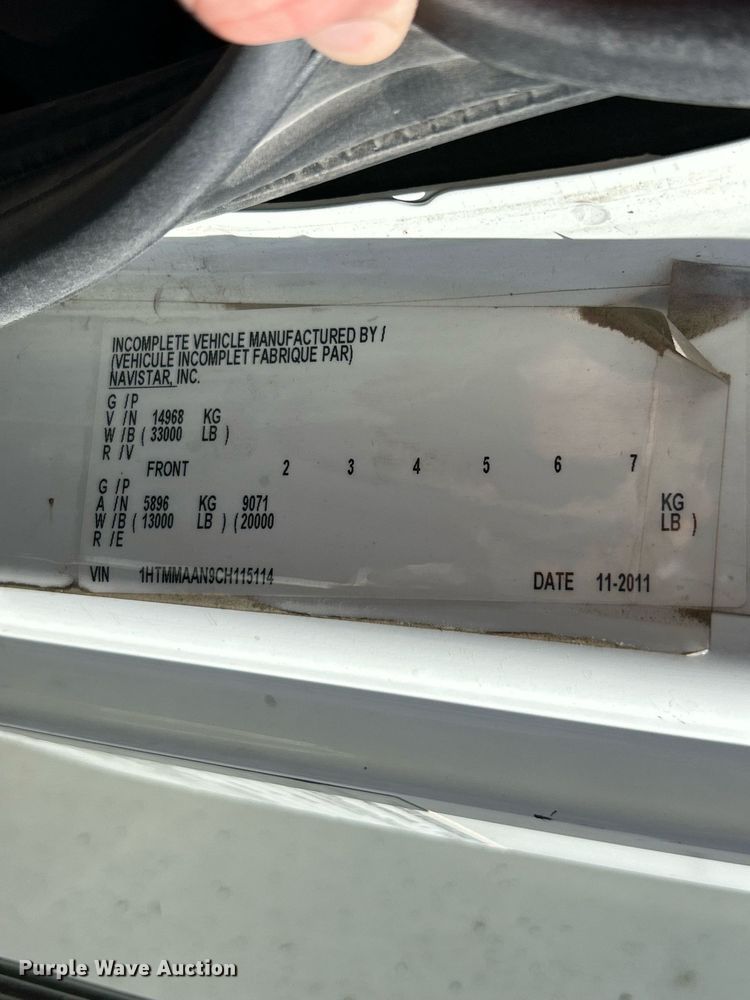 INCOMPLETE VEHICLE MANUFACTURED BY /
(VEHICULE INCOMPLET FABRIQUE PAR)
NAVISTAR, INC.
G /P
V /N 14968 KG
W /B ( 33000 LB )
R /V
FRONT 2 3 4 5 6 7
G /P
A /N 5896 KG 9071 KG
W /B ( 13000 LB ) (20000 LB )
R /E
VIN 1HTMMAAN9CH115114 DATE 11-2011
Purple Wave Auction